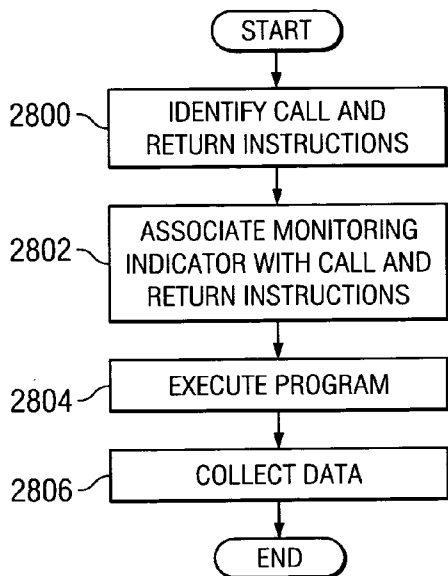 START
2800
IDENTIFY CALL AND
RETURN INSTRUCTIONS
2802
ASSOCIATE MONITORING
INDICATOR WITH CALL AND
RETURN INSTRUCTIONS
2804
EXECUTE PROGRAM
2806
COLLECT DATA
END